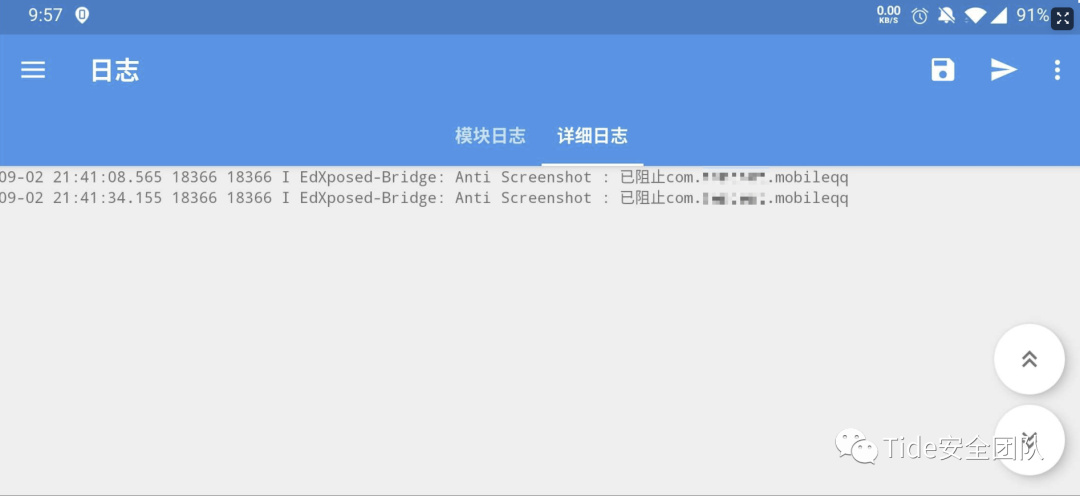 9:57
0.00 KB/S
91%
日志
模块日志 详细日志
09-02 21:41:08.565 18366 18366 I EdXposed-Bridge: Anti Screenshot : 已阻止com. .mobileqq
09-02 21:41:34.155 18366 18366 I EdXposed-Bridge: Anti Screenshot : 已阻止com. .mobileqq
Tide安全团队